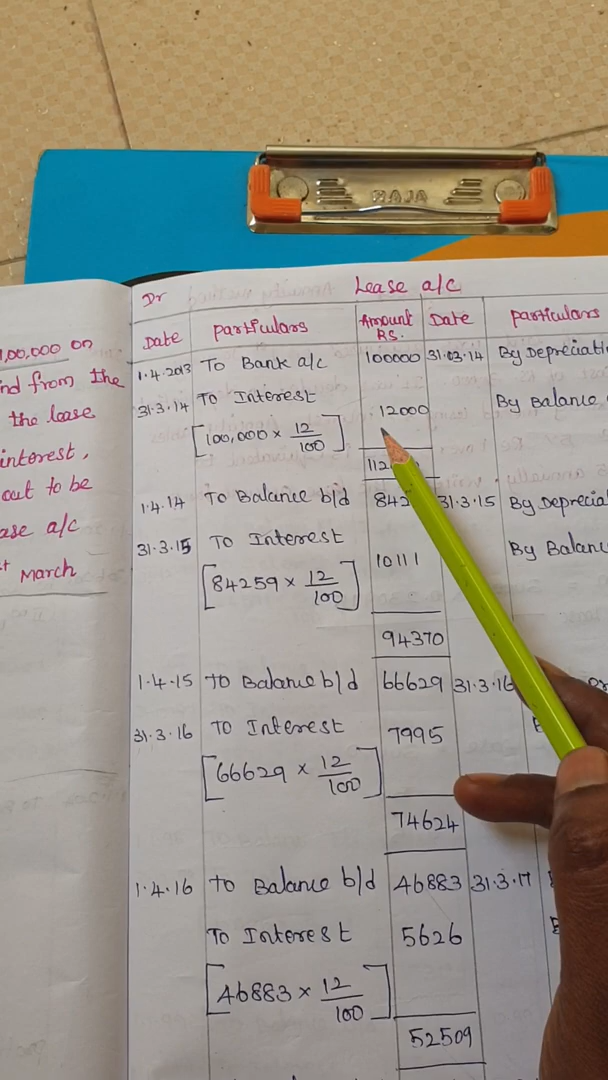 RAJA
Dr Lease a/c
Date Particulars Amount Rs. Date Particulars
1,00,000 on
1.4.2013 To Bank a/c 100000 31.03.14 By Depreciatio
nd from the
31.3.14 To Interest 12000 By Balance
the lease
[100,000 × 12/100]
interest,
112
out to be
1.4.14 To Balance b/d 842 31.3.15 By Deprecia
ase a/c
31.3.15 To Interest 10111 By Balanc
March
[84259 × 12/100]
94370
1.4.15 To Balance b/d 66629 31.3.16
31.3.16 To Interest 7995
[66629 × 12/100]
74624
1.4.16 To Balance b/d 46883 31.3.17
To Interest 5626
[46883 × 12/100]
52509